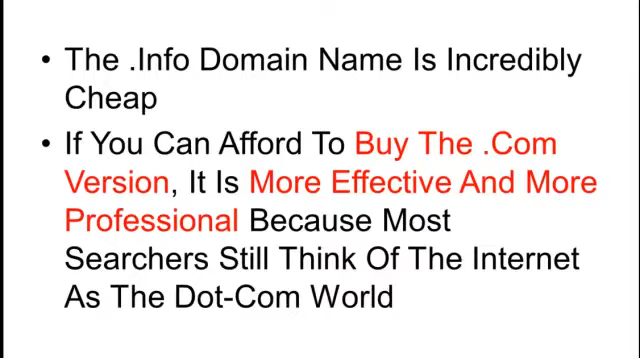 • The .Info Domain Name Is Incredibly
Cheap
• If You Can Afford To Buy The .Com
Version, It Is More Effective And More
Professional Because Most
Searchers Still Think Of The Internet
As The Dot-Com World